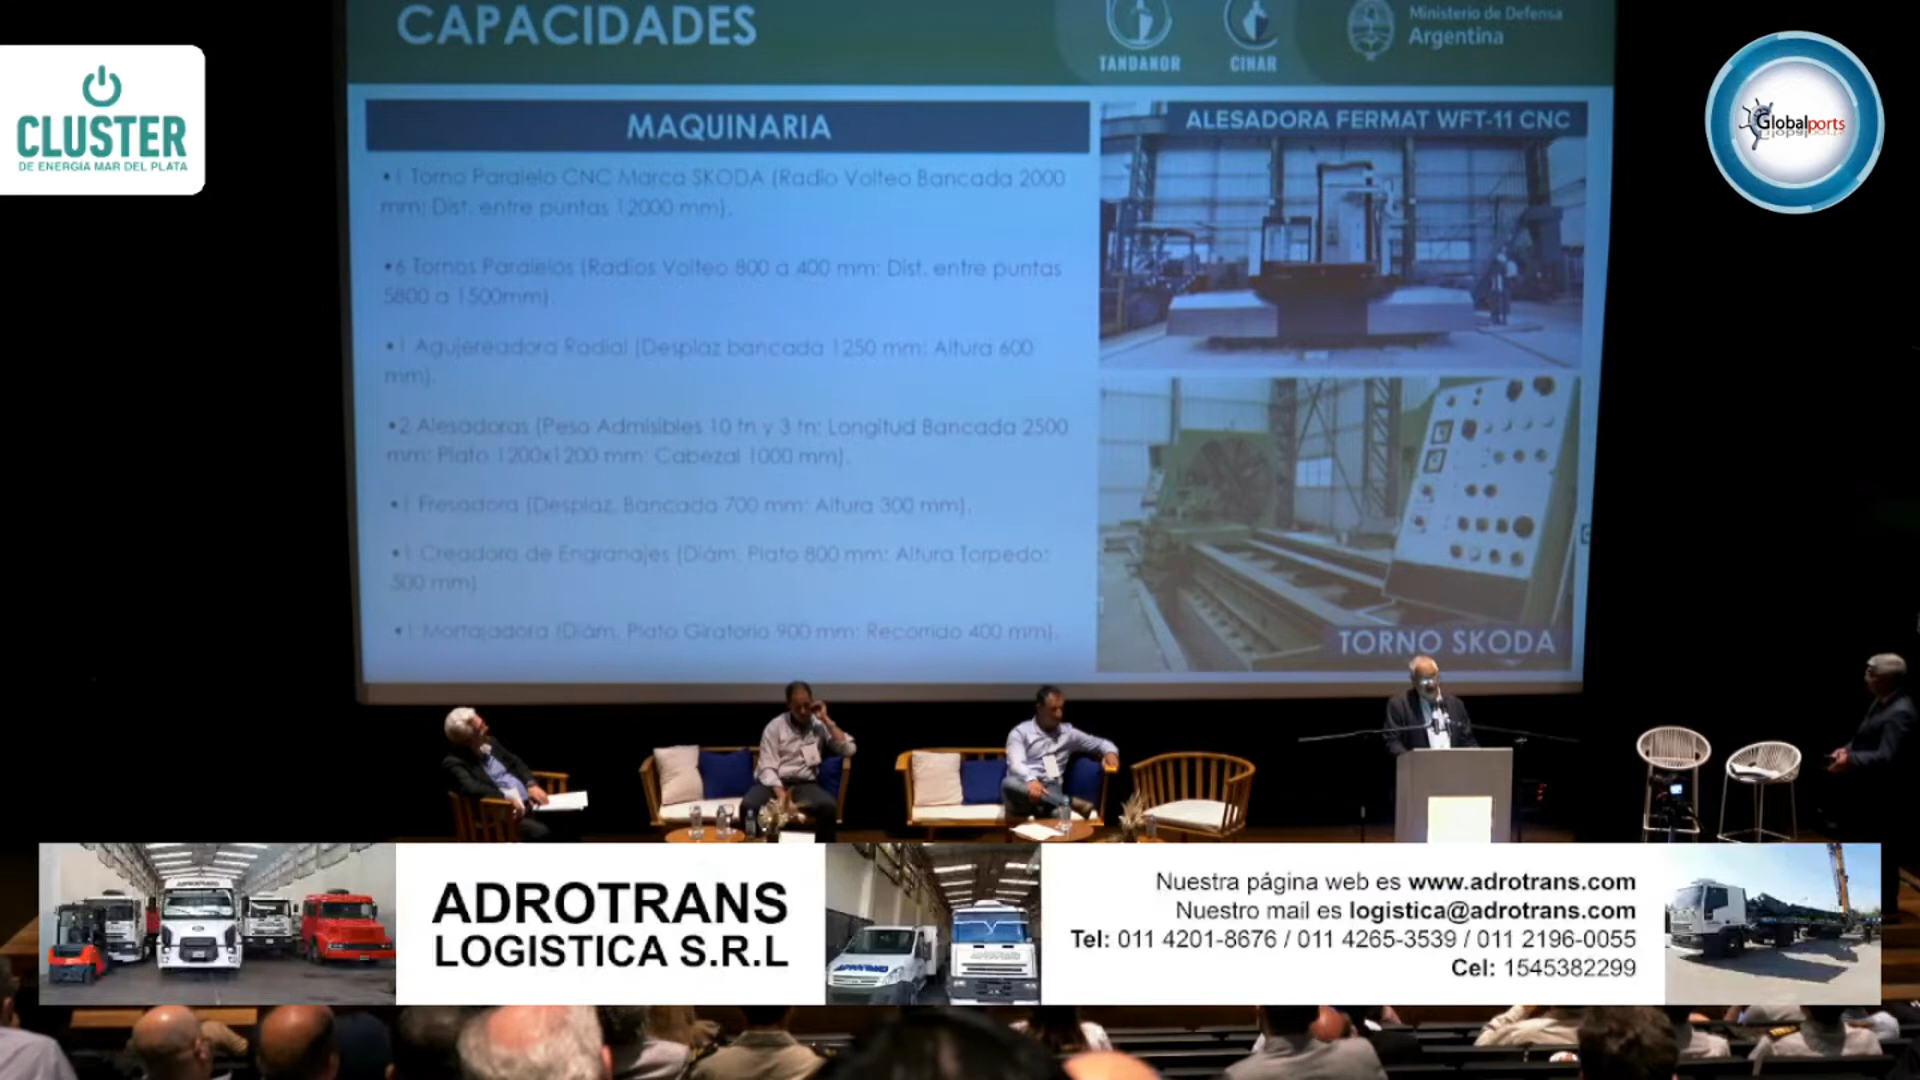 CAPACIDADES
TANDANOR
CINAR
Ministerio de Defensa
Argentina
CLUSTER
DE ENERGÍA MAR DEL PLATA
Globalports
MAQUINARIA
•1 Torno Paralelo CNC Marca SKODA (Radio Volteo Bancada 2000
mm; Dist. entre puntas 12000 mm).
•6 Tornos Paralelos (Radios Volteo 800 a 400 mm; Dist. entre puntas
5800 a 1500mm).
•1 Agujereadora Radial (Desplaz bancada 1250 mm; Altura 600
mm).
•2 Alesadoras (Peso Admisibles 10 tn y 3 tn; Longitud Bancada 2500
mm; Plato 1200x1200 mm; Cabezal 1000 mm).
•1 Fresadora (Desplaz. Bancada 700 mm; Altura 300 mm).
•1 Creadora de Engranajes (Diám. Plato 800 mm; Altura Torpedo:
500 mm)
•1 Mortajadora (Diám. Plato Giratorio 900 mm; Recorrido 400 mm).
ALESADORA FERMAT WFT-11 CNC
TORNO SKODA
ADROTRANS
LOGISTICA S.R.L
Nuestra página web es www.adrotrans.com
Nuestro mail es logistica@adrotrans.com
Tel: 011 4201-8676 / 011 4265-3539 / 011 2196-0055
Cel: 1545382299